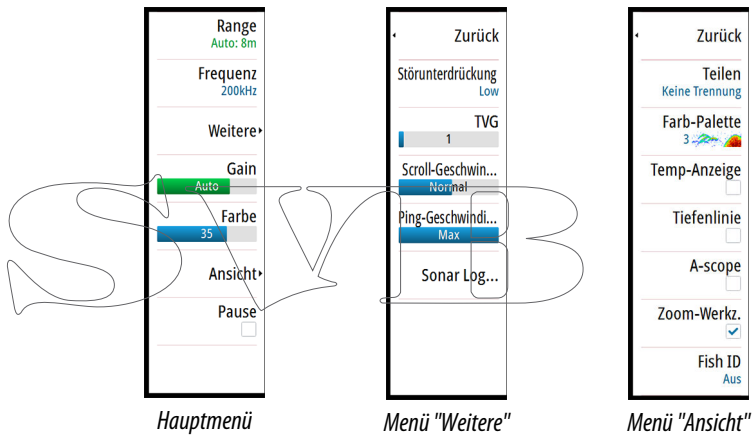 Range
Auto: 8m
Frequenz
200kHz
Weitere
Gain
Auto
Farbe
35
Ansicht
Pause
Hauptmenü
Zurück
Störunterdrückung
Low
TVG
1
Scroll-Geschwin...
Normal
Ping-Geschwindi...
Max
Sonar Log...
Menü "Weitere"
Zurück
Teilen
Keine Trennung
Farb-Palette
3
Temp-Anzeige
Tiefenlinie
A-scope
Zoom-Werkz.
Fish ID
Aus
Menü "Ansicht"
SyJB